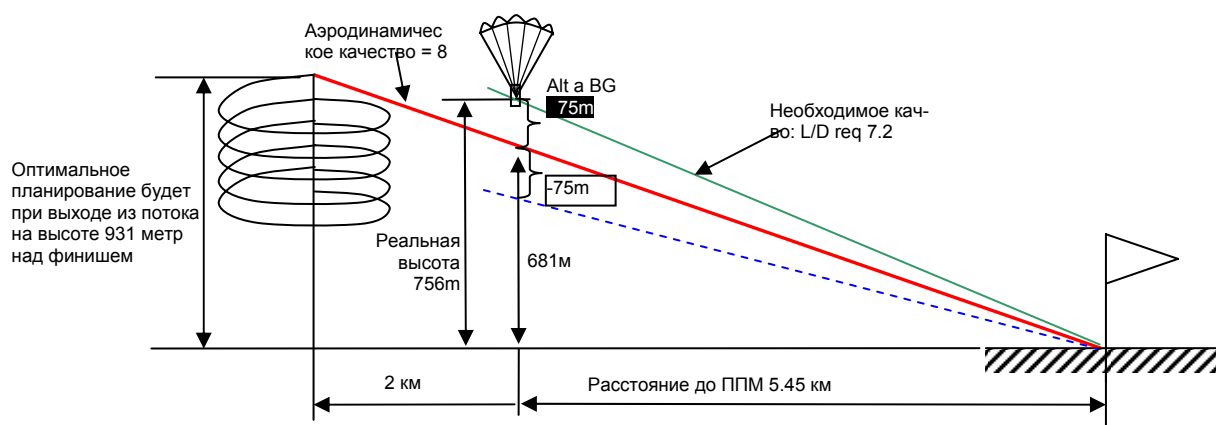 Аэродинамичес
кое качество = 8
Alt a BG
75m
Необходимое кач-
во: L/D req 7.2
Оптимальное
планирование будет
при выходе из потока
на высоте 931 метр
над финишем
-75m
Реальная
высота
756m
681м
2 км
Расстояние до ППМ 5.45 км